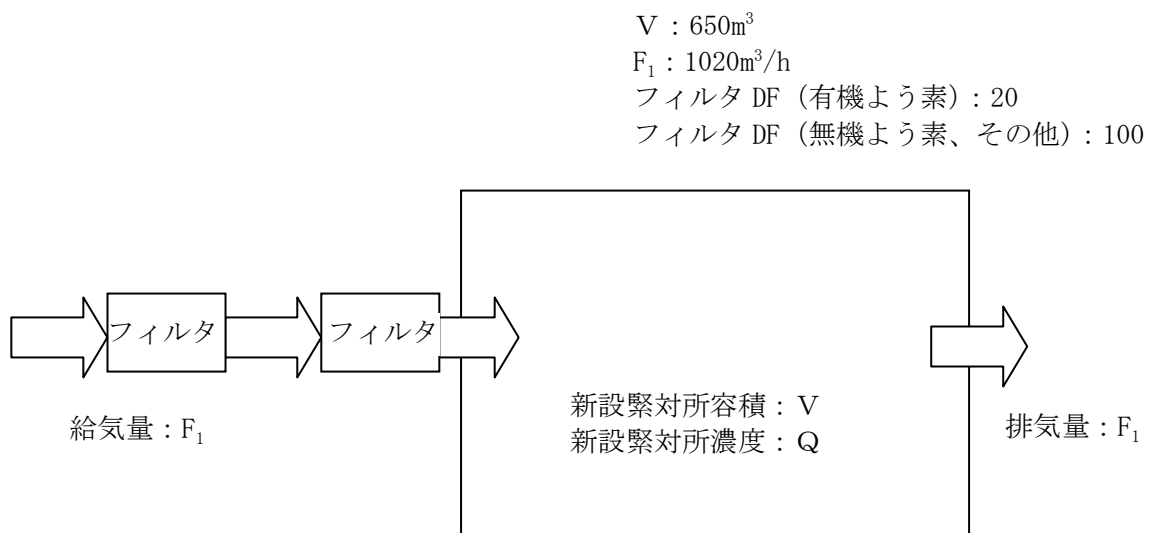 V:650m³
F₁:1020m³/h
フィルタ DF(有機よう素):20
フィルタ DF(無機よう素、その他):100
フィルタ
フィルタ
給気量:F₁
新設緊対所容積:V
新設緊対所濃度:Q
排気量:F₁